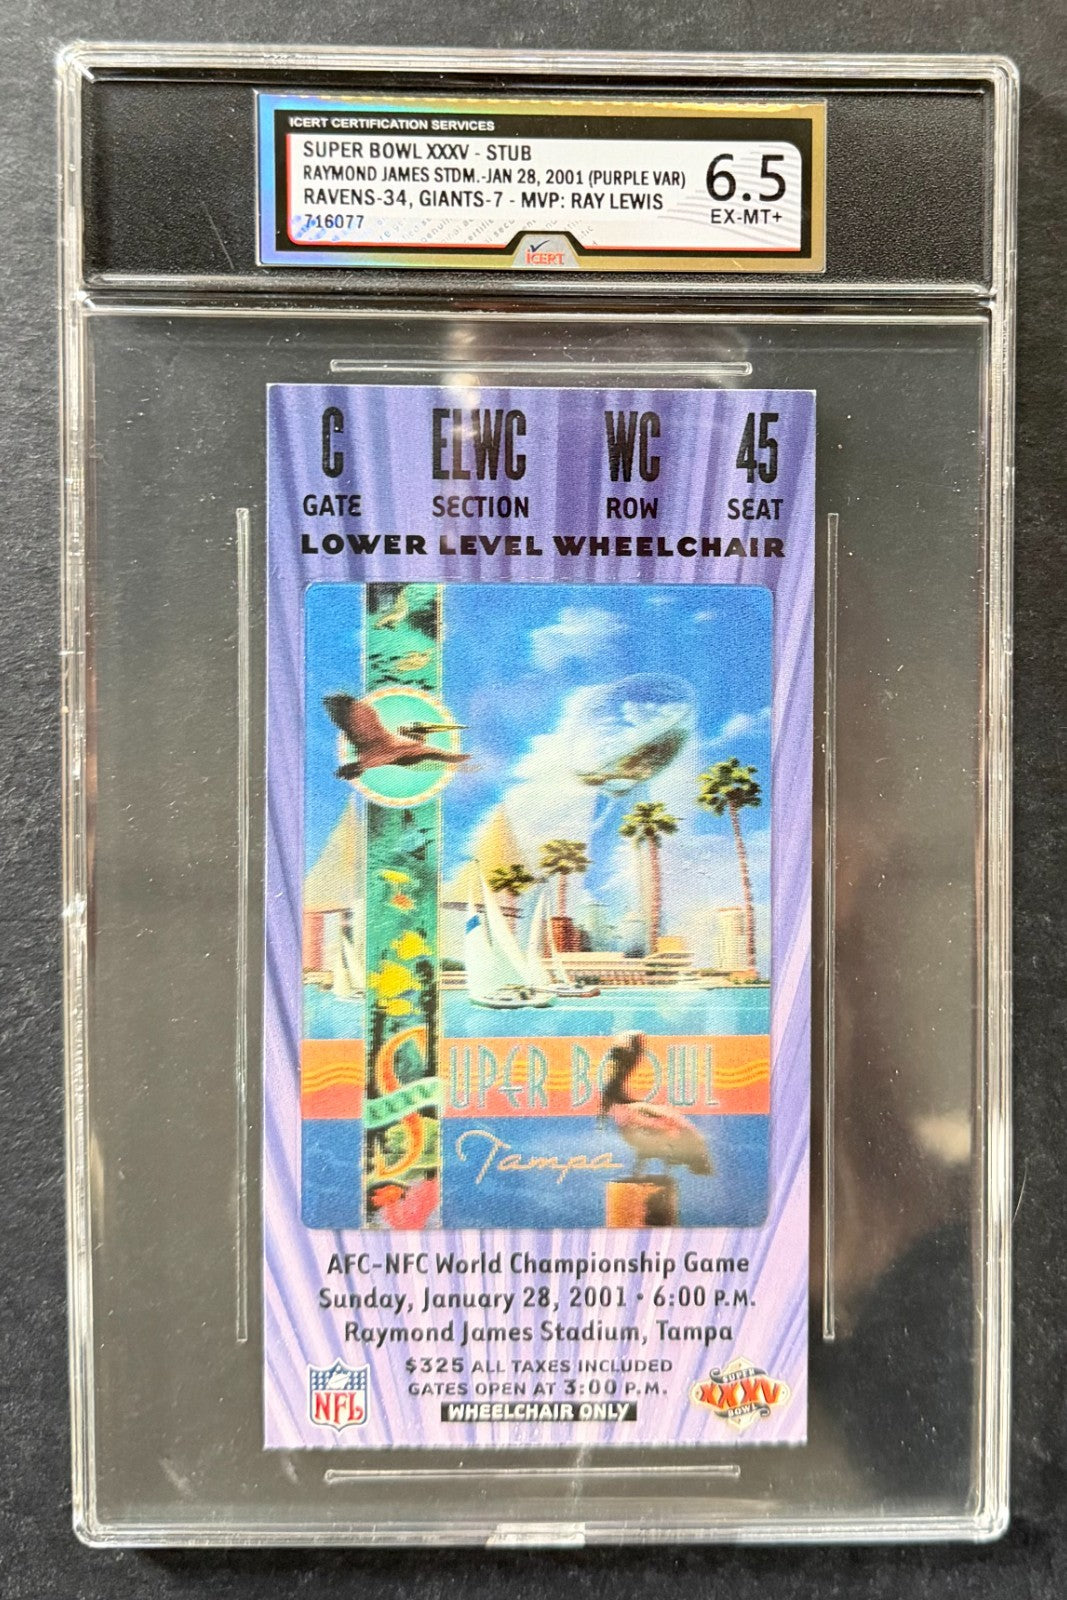 ICERT CERTIFICATION SERVICES
SUPER BOWL XXXV - STUB
RAYMOND JAMES STDM.-JAN 28, 2001 (PURPLE VAR)
RAVENS-34, GIANTS-7 - MVP: RAY LEWIS
716077
6.5
EX-MT+
iCERT
C ELWC WC 45
GATE SECTION ROW SEAT
LOWER LEVEL WHEELCHAIR
SUPER BOWL
XXXV
Tampa
AFC-NFC World Championship Game
Sunday, January 28, 2001 • 6:00 P.M.
Raymond James Stadium, Tampa
$325 ALL TAXES INCLUDED
GATES OPEN AT 3:00 P.M.
WHEELCHAIR ONLY
NFL
SUPER
XXXV
BOWL